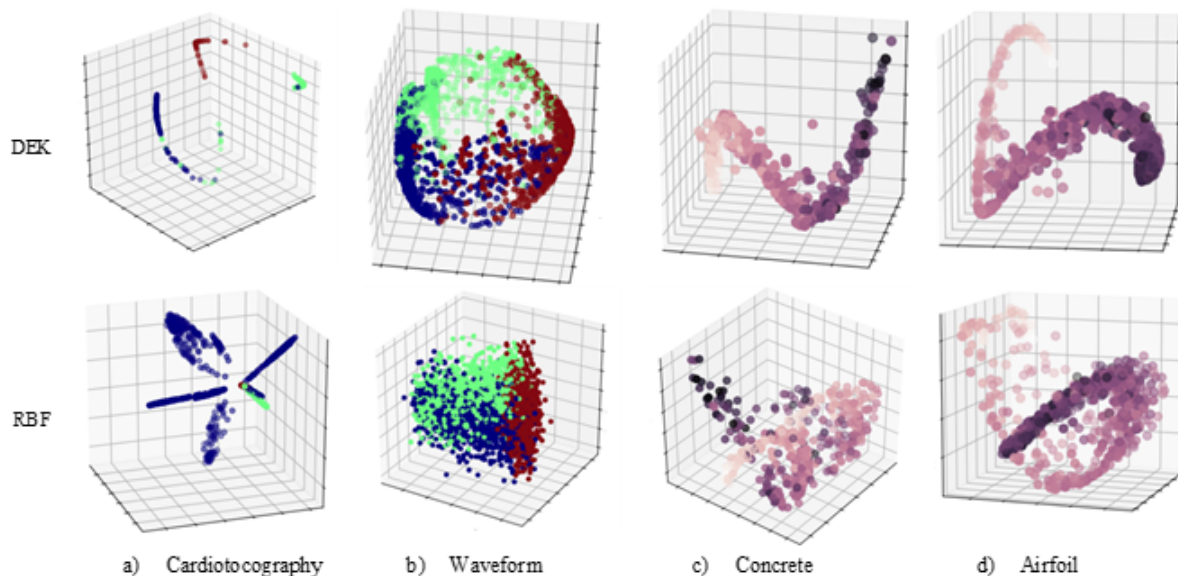 DEK
RBF
a) Cardiotocography
b) Waveform
c) Concrete
d) Airfoil